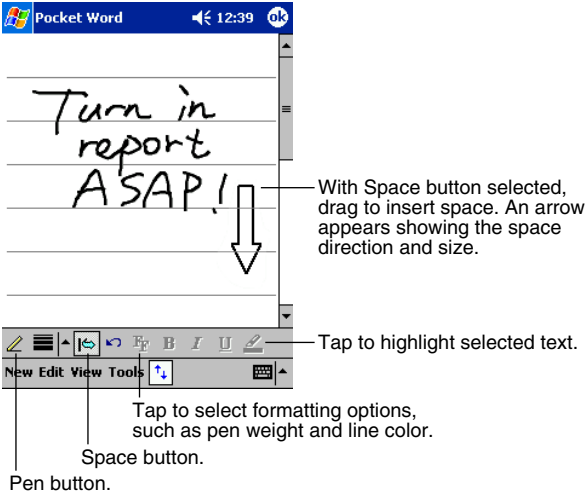 Pocket Word 12:39 ok
Turn in
report
ASAP!
With Space button selected,
drag to insert space. An arrow
appears showing the space
direction and size.
FF B I U
Tap to highlight selected text.
New Edit View Tools
Tap to select formatting options,
such as pen weight and line color.
Space button.
Pen button.